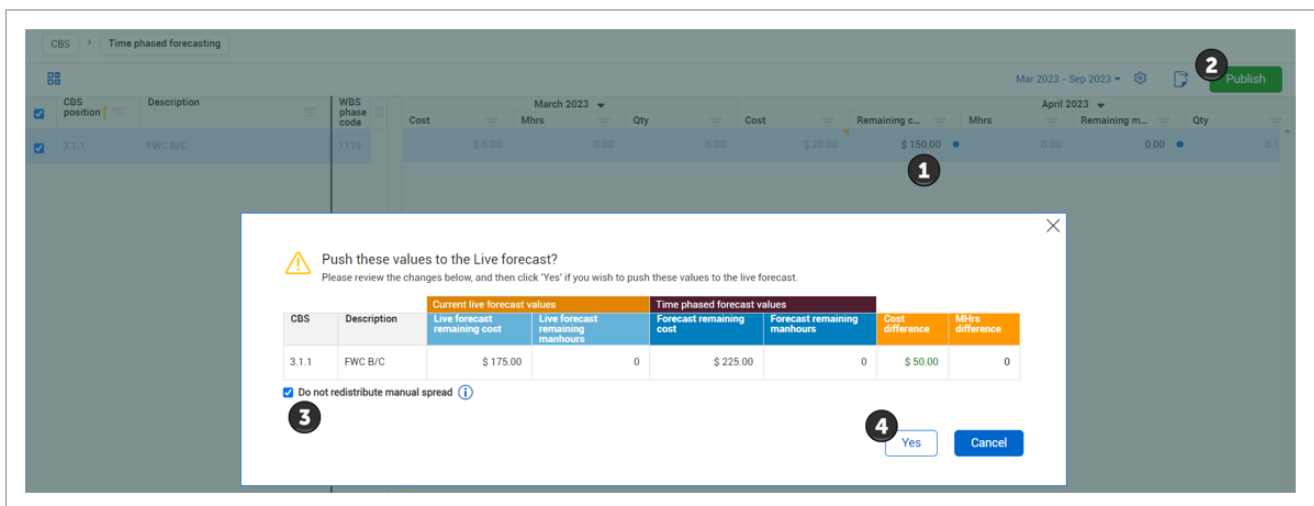 CBS > Time phased forecasting
Mar 2023 - Sep 2023
2
Publish
CBS position
Description
WBS phase code
March 2023
April 2023
Cost
Mhrs
Qty
Cost
Remaining c...
Mhrs
Remaining m...
Qty
3.1.1
FWC B/C
1119
$ 0.00
0.00
0.00
$ 20.00
$ 150.00
0.00
0.00
0.1
1
Push these values to the Live forecast?
Please review the changes below, and then click 'Yes' if you wish to push these values to the live forecast.
Current live forecast values
Time phased forecast values
CBS
Description
Live forecast remaining cost
Live forecast remaining manhours
Forecast remaining cost
Forecast remaining manhours
Cost difference
MHrs difference
3.1.1
FWC B/C
$ 175.00
0
$ 225.00
0
$ 50.00
0
Do not redistribute manual spread
3
4
Yes
Cancel